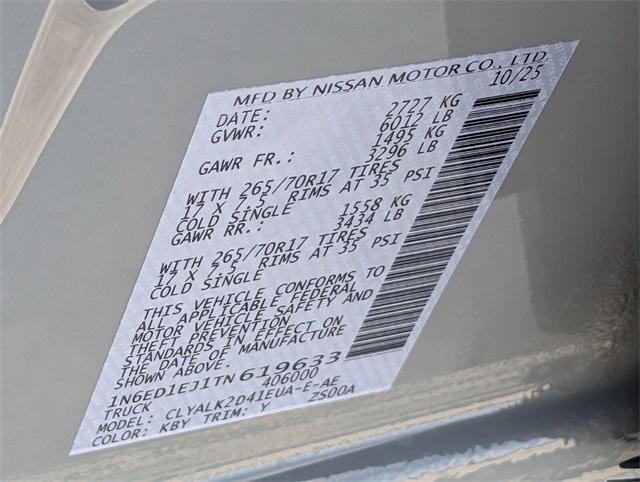 MFD BY NISSAN MOTOR CO., LTD.
DATE: 10/25
GVWR: 2727 KG
6012 LB
GAWR FR.: 1495 KG
3296 LB
WITH 265/70R17 TIRES
17 X 7.5 RIMS AT 35 PSI
COLD SINGLE
GAWR RR.: 1558 KG
3434 LB
WITH 265/70R17 TIRES
17 X 7.5 RIMS AT 35 PSI
COLD SINGLE
THIS VEHICLE CONFORMS TO
ALL APPLICABLE FEDERAL
MOTOR VEHICLE SAFETY AND
THEFT PREVENTION
STANDARDS IN EFFECT ON
THE DATE OF MANUFACTURE
SHOWN ABOVE.
1N6ED1EJ1TN619633
TRUCK 406000
MODEL: CLYALK2D41EUA-E-AE
COLOR: KBY TRIM: Y ZS00A